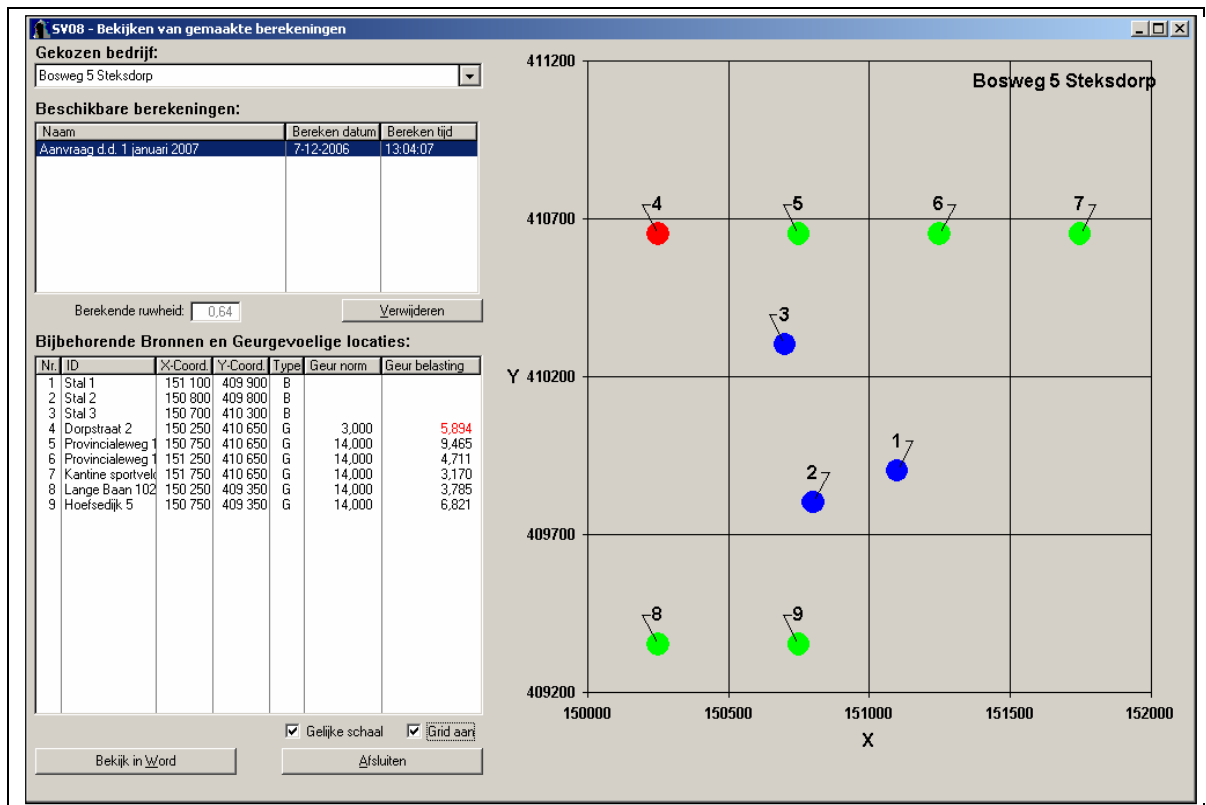 SV08 - Bekijken van gemaakte berekeningen
Gekozen bedrijf:
Bosweg 5 Steksdorp
Beschikbare berekeningen:
Naam Bereken datum Bereken tijd
Aanvraag d.d. 1 januari 2007 7-12-2006 13:04:07
Berekende ruwheid: 0,64 Verwijderen
Bijbehorende Bronnen en Geurgevoelige locaties:
Nr. ID X-Coord. Y-Coord. Type Geur norm Geur belasting
1 Stal 1 151 100 409 900 B
2 Stal 2 150 800 409 800 B
3 Stal 3 150 700 410 300 B
4 Dorpstraat 2 150 250 410 650 G 3,000 5,894
5 Provincialeweg 1 150 750 410 650 G 14,000 9,465
6 Provincialeweg 1 151 250 410 650 G 14,000 4,711
7 Kantine sportveld 151 750 410 650 G 14,000 3,170
8 Lange Baan 102 150 250 409 350 G 14,000 3,785
9 Hoefsedijk 5 150 750 409 350 G 14,000 6,821
Gelijke schaal Grid aan
Bekijk in Word Afsluiten
Bosweg 5 Steksdorp
411200
4 5 6 7
410700
3
Y 410200
1
2
409700
8 9
409200
150000 150500 151000 151500 152000
X